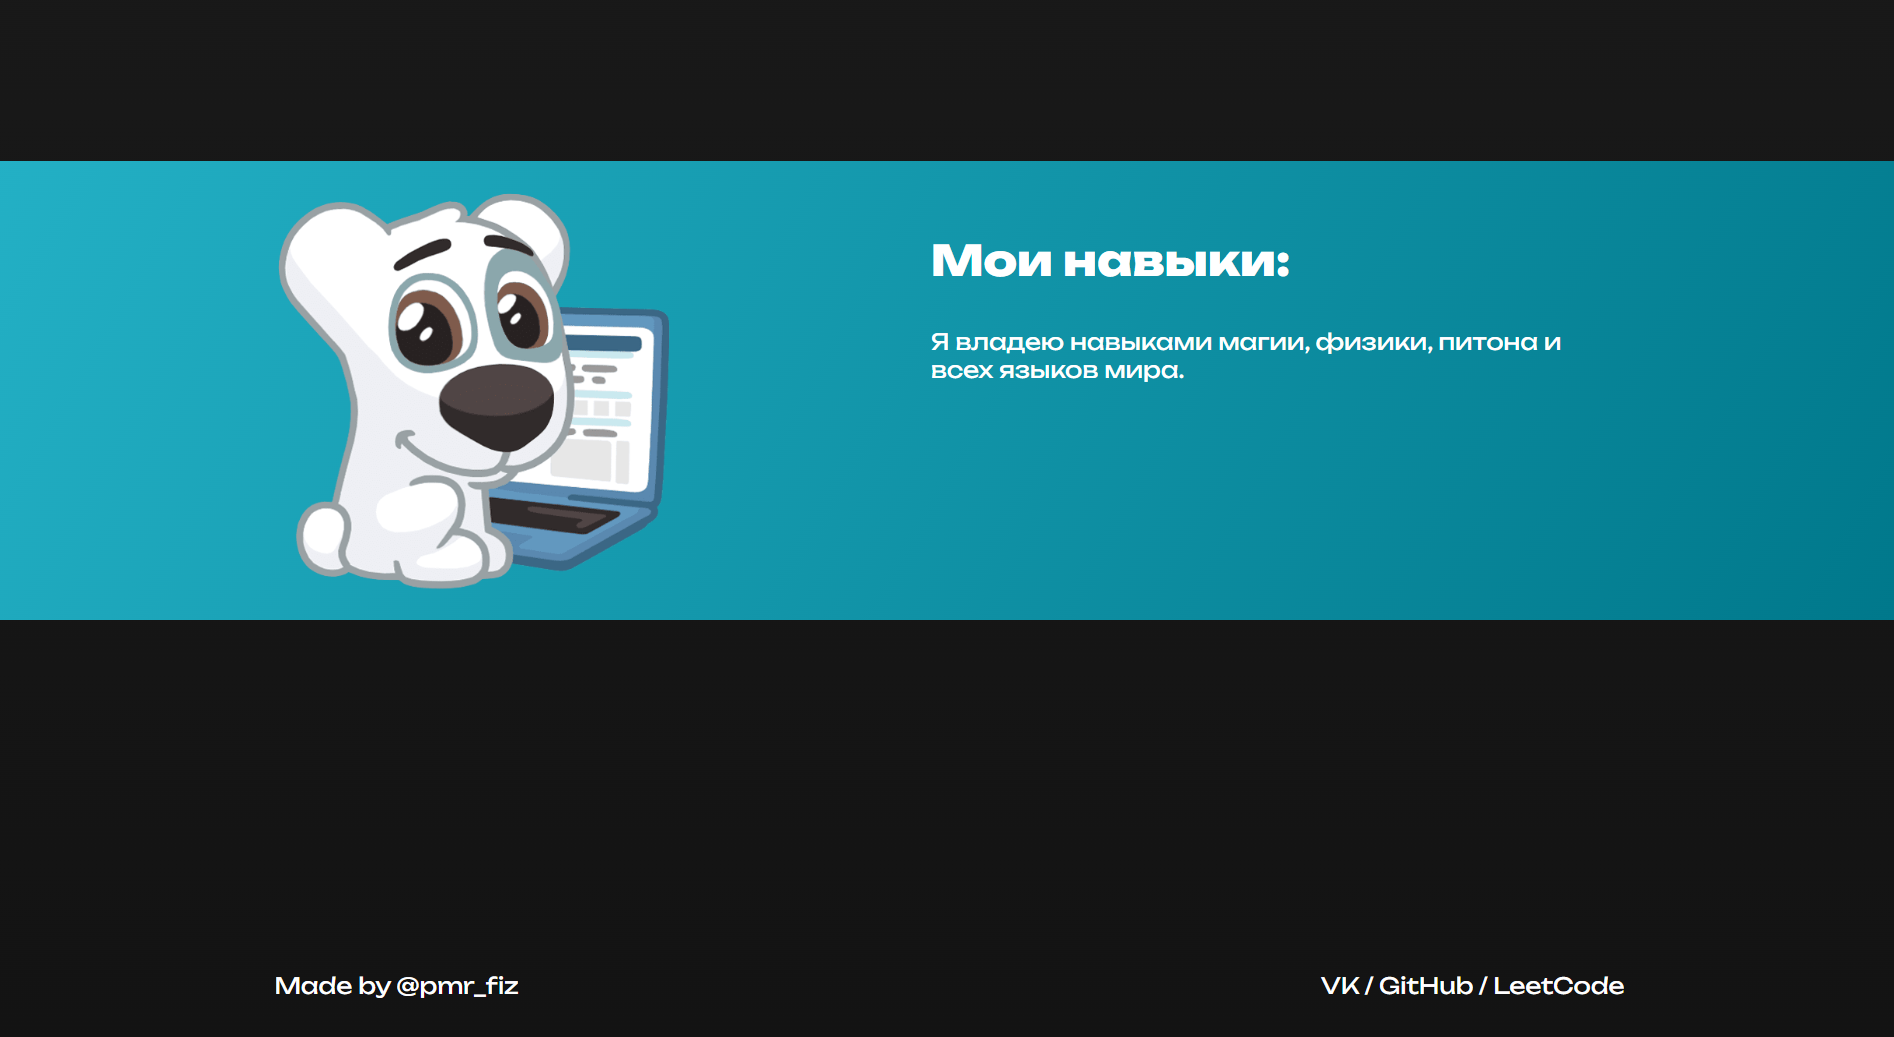 Мои навыки:
Я владею навыками магии, физики, питона и
всех языков мира.
Made by @pmr_fiz
VK / GitHub / LeetCode